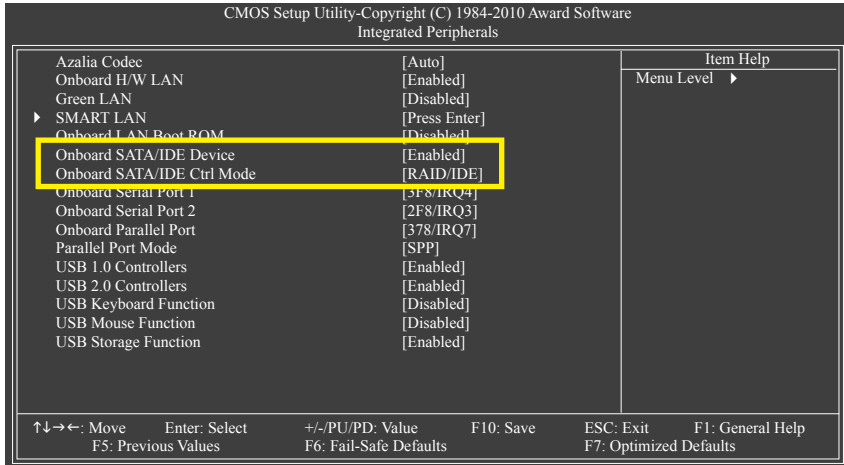 CMOS Setup Utility-Copyright (C) 1984-2010 Award Software
Integrated Peripherals
Azalia Codec [Auto]
Onboard H/W LAN [Enabled]
Green LAN [Disabled]
SMART LAN [Press Enter]
Onboard LAN Boot ROM [Disabled]
Onboard SATA/IDE Device [Enabled]
Onboard SATA/IDE Ctrl Mode [RAID/IDE]
Onboard Serial Port 1 [3F8/IRQ4]
Onboard Serial Port 2 [2F8/IRQ3]
Onboard Parallel Port [378/IRQ7]
Parallel Port Mode [SPP]
USB 1.0 Controllers [Enabled]
USB 2.0 Controllers [Enabled]
USB Keyboard Function [Disabled]
USB Mouse Function [Disabled]
USB Storage Function [Enabled]
Item Help
Menu Level ▶
↑↓→←: Move Enter: Select +/-/PU/PD: Value F10: Save ESC: Exit F1: General Help
F5: Previous Values F6: Fail-Safe Defaults F7: Optimized Defaults